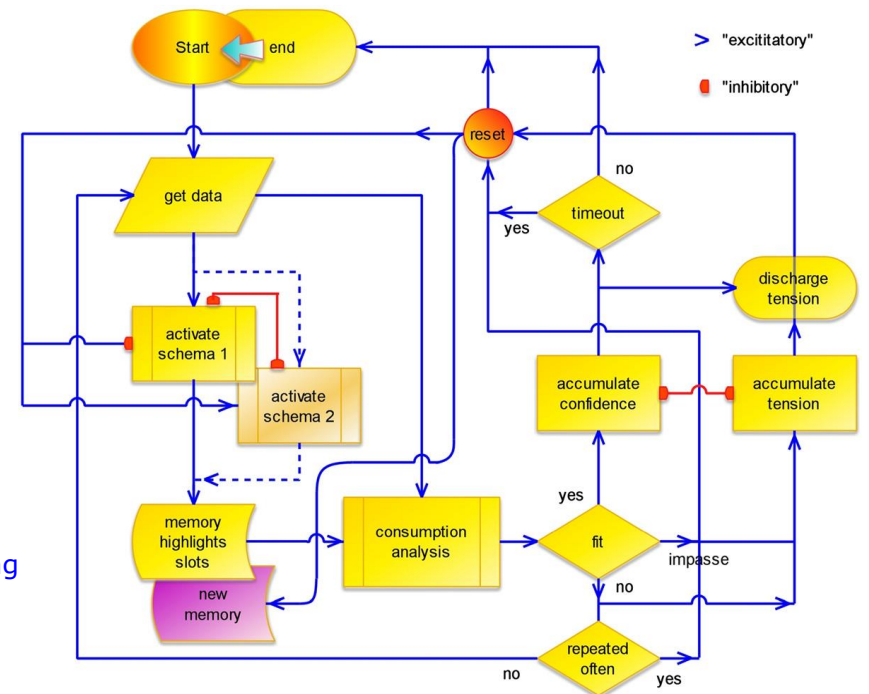 Start
end
> "excititatory"
"inhibitory"
reset
get data
no
timeout
yes
discharge
tension
activate
schema 1
activate
schema 2
accumulate
confidence
accumulate
tension
yes
memory
highlights
slots
consumption
analysis
fit
impasse
no
new
memory
repeated
often
no
yes